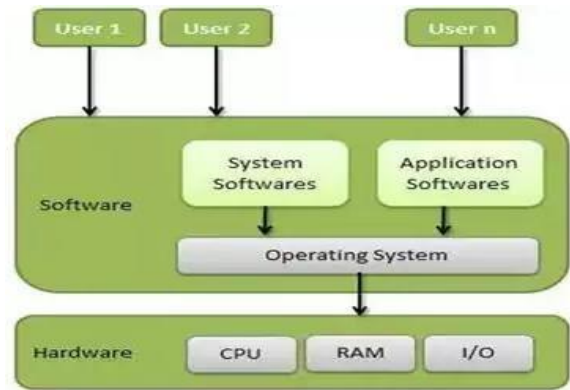 User 1
User 2
User n
System
Softwares
Application
Softwares
Software
Operating System
Hardware
CPU
RAM
I/O